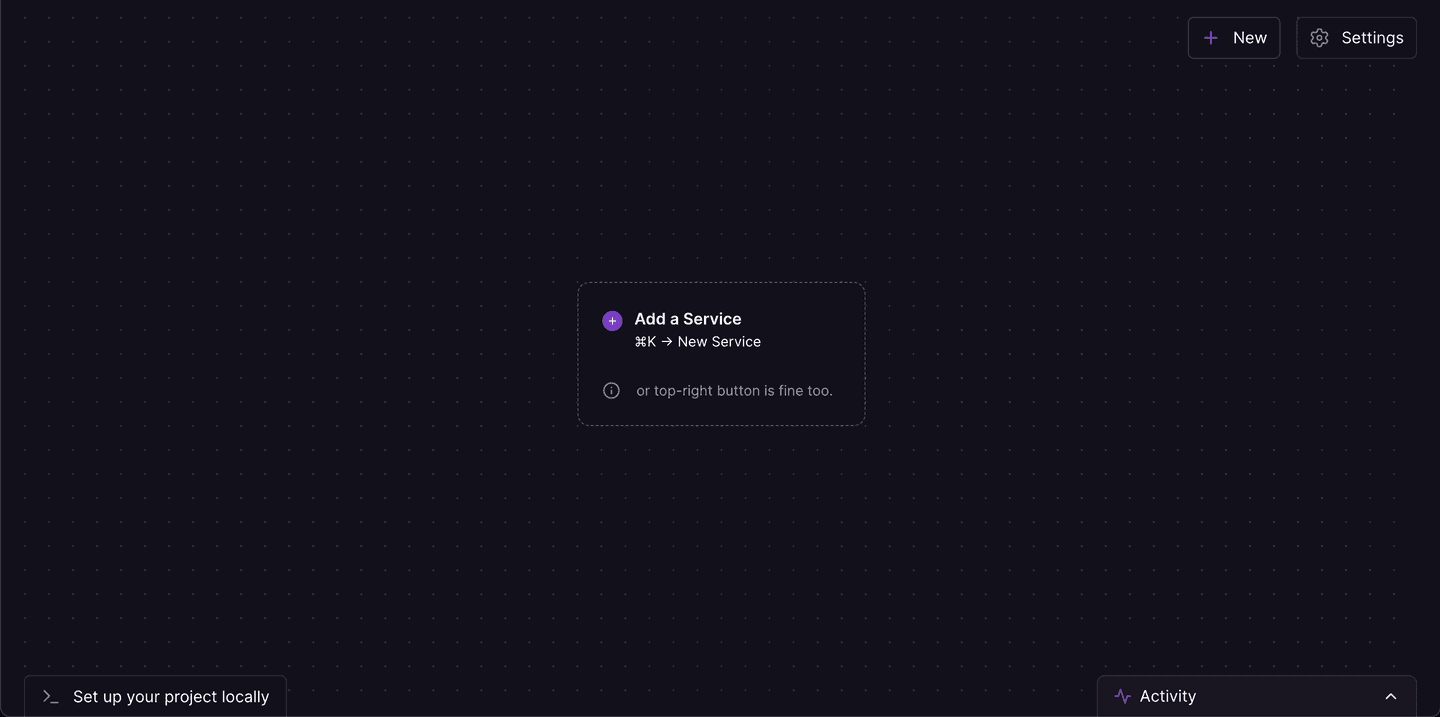 New
Settings
Add a Service
⌘K → New Service
or top-right button is fine too.
Set up your project locally
Activity